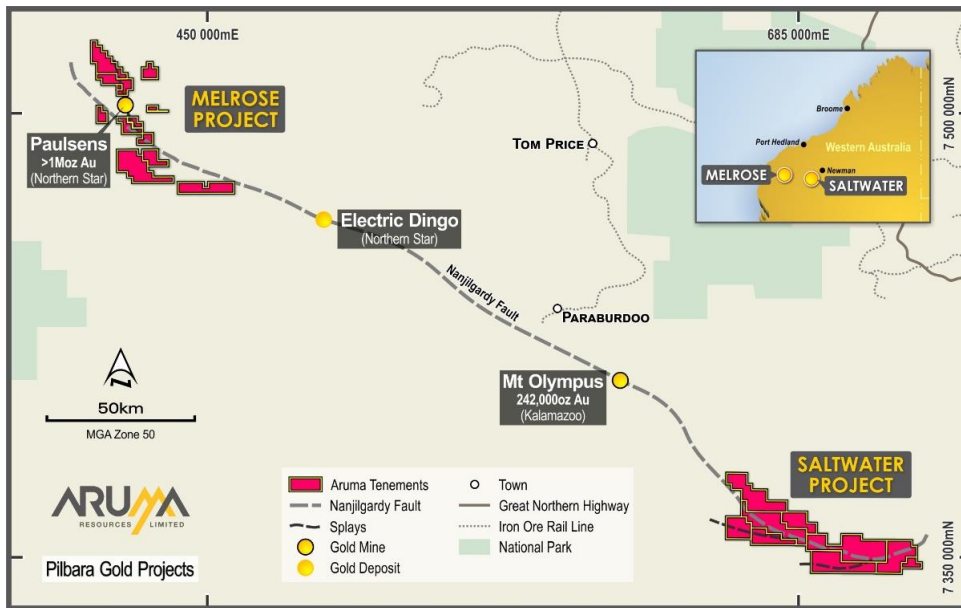 450 000mE
685 000mE
7 500 000mN
MELROSE
PROJECT
Paulsens
>1Moz Au
(Northern Star)
TOM PRICE
Broome
Port Hedland
Western Australia
MELROSE
Newman
SALTWATER
Electric Dingo
(Northern Star)
Nanjilgardy Fault
PARABURDOO
Mt Olympus
242,000oz Au
(Kalamazoo)
N
50km
MGA Zone 50
SALTWATER
PROJECT
7 350 000mN
ARUMA
RESOURCES LIMITED
Pilbara Gold Projects
Aruma Tenements
Nanjilgardy Fault
Splays
Gold Mine
Gold Deposit
Town
Great Northern Highway
Iron Ore Rail Line
National Park